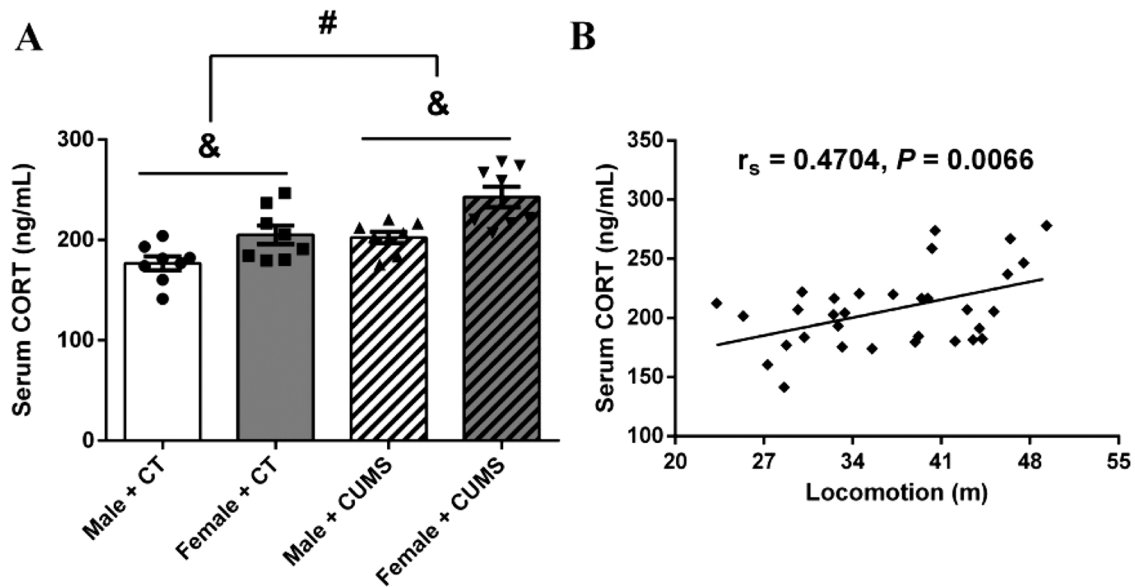 A
#
&
&
Serum CORT (ng/mL)
300
200
100
0
Male + CT
Female + CT
Male + CUMS
Female + CUMS
B
rs = 0.4704, P = 0.0066
Serum CORT (ng/mL)
350
300
250
200
150
100
20 27 34 41 48 55
Locomotion (m)